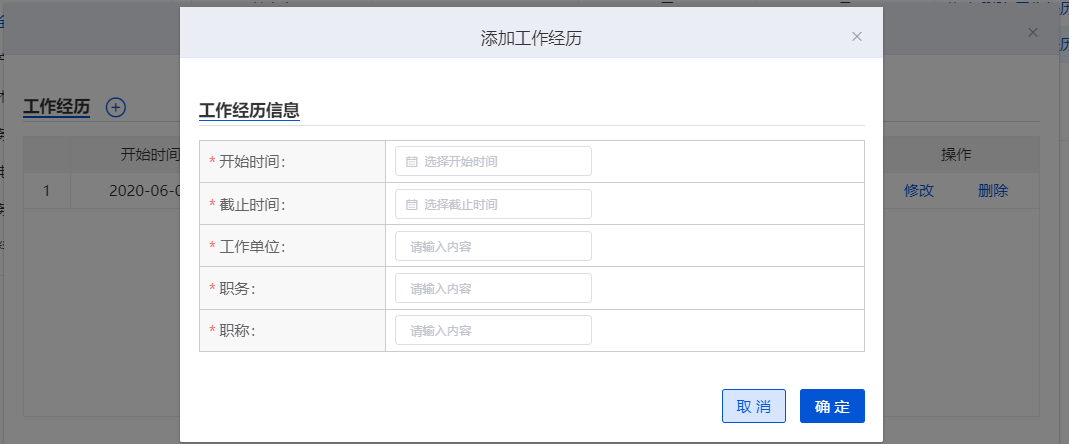 添加工作经历
工作经历
工作经历信息
开始时间
操作
1
2020-06-0
修改
删除
* 开始时间：
选择开始时间
* 截止时间：
选择截止时间
* 工作单位：
请输入内容
* 职务：
请输入内容
* 职称：
请输入内容
取 消
确 定